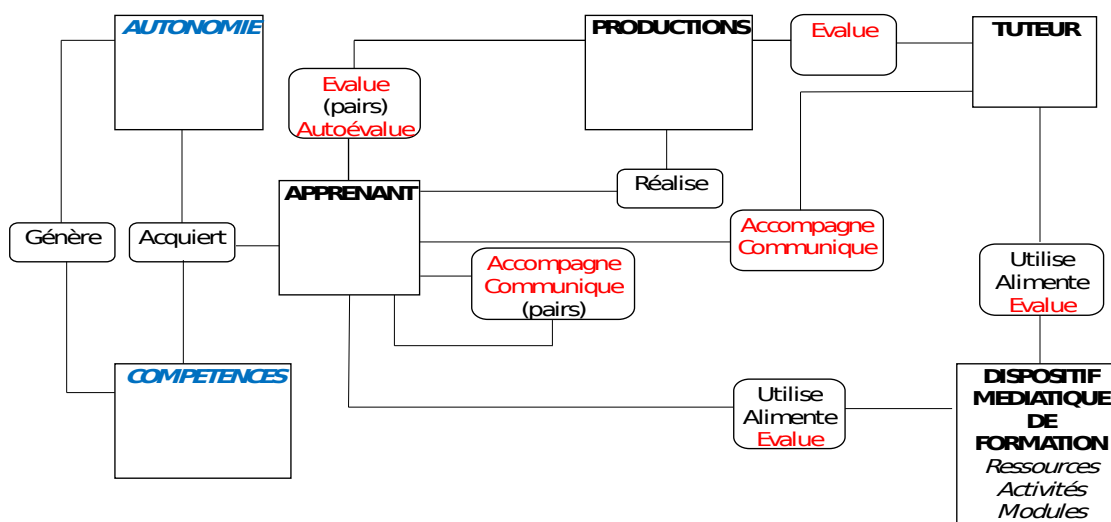 AUTONOMIE
PRODUCTIONS
Evalue
TUTEUR
Evalue
(pairs)
Autoévalue
APPRENANT
Réalise
Génère
Acquiert
Accompagne
Communique
Accompagne
Communique
(pairs)
Utilise
Alimente
Evalue
COMPETENCES
Utilise
Alimente
Evalue
DISPOSITIF
MEDIATIQUE
DE
FORMATION
Ressources
Activités
Modules